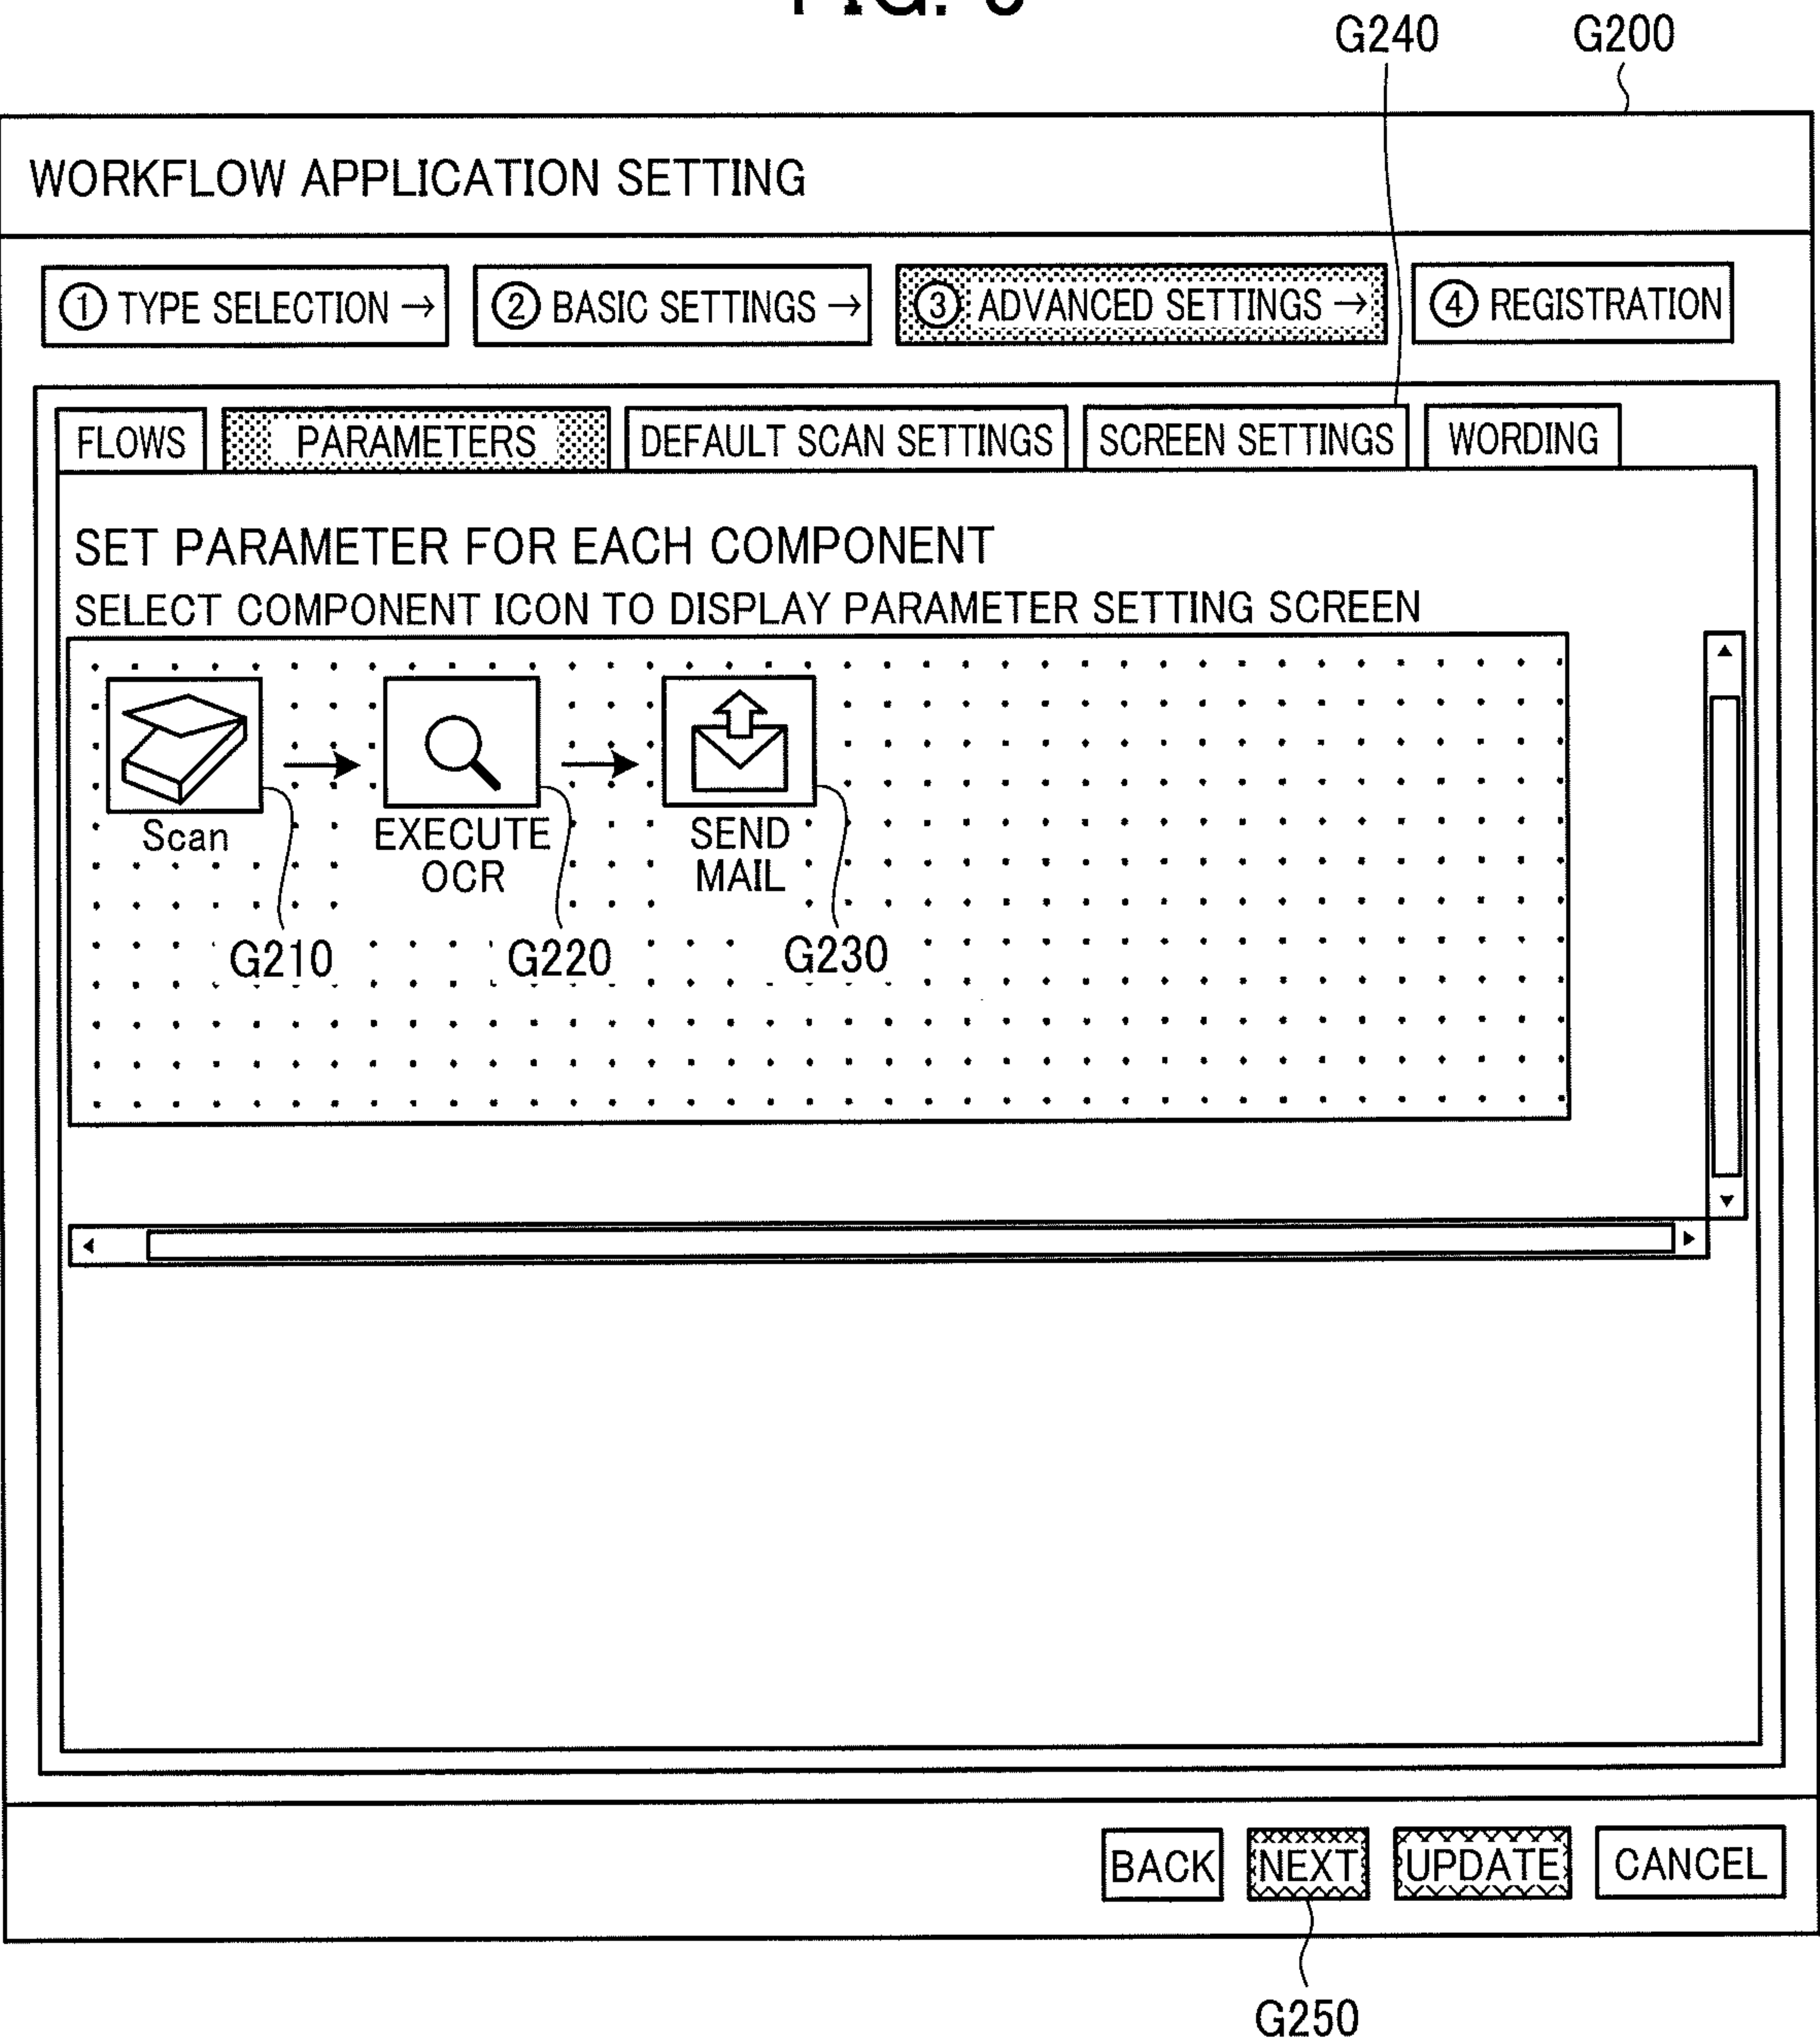 G240 G200
WORKFLOW APPLICATION SETTING
① TYPE SELECTION → ② BASIC SETTINGS → ③ ADVANCED SETTINGS → ④ REGISTRATION
FLOWS PARAMETERS DEFAULT SCAN SETTINGS SCREEN SETTINGS WORDING
SET PARAMETER FOR EACH COMPONENT
SELECT COMPONENT ICON TO DISPLAY PARAMETER SETTING SCREEN
Scan EXECUTE SEND
OCR MAIL
G210 G220 G230
BACK NEXT UPDATE CANCEL
G250